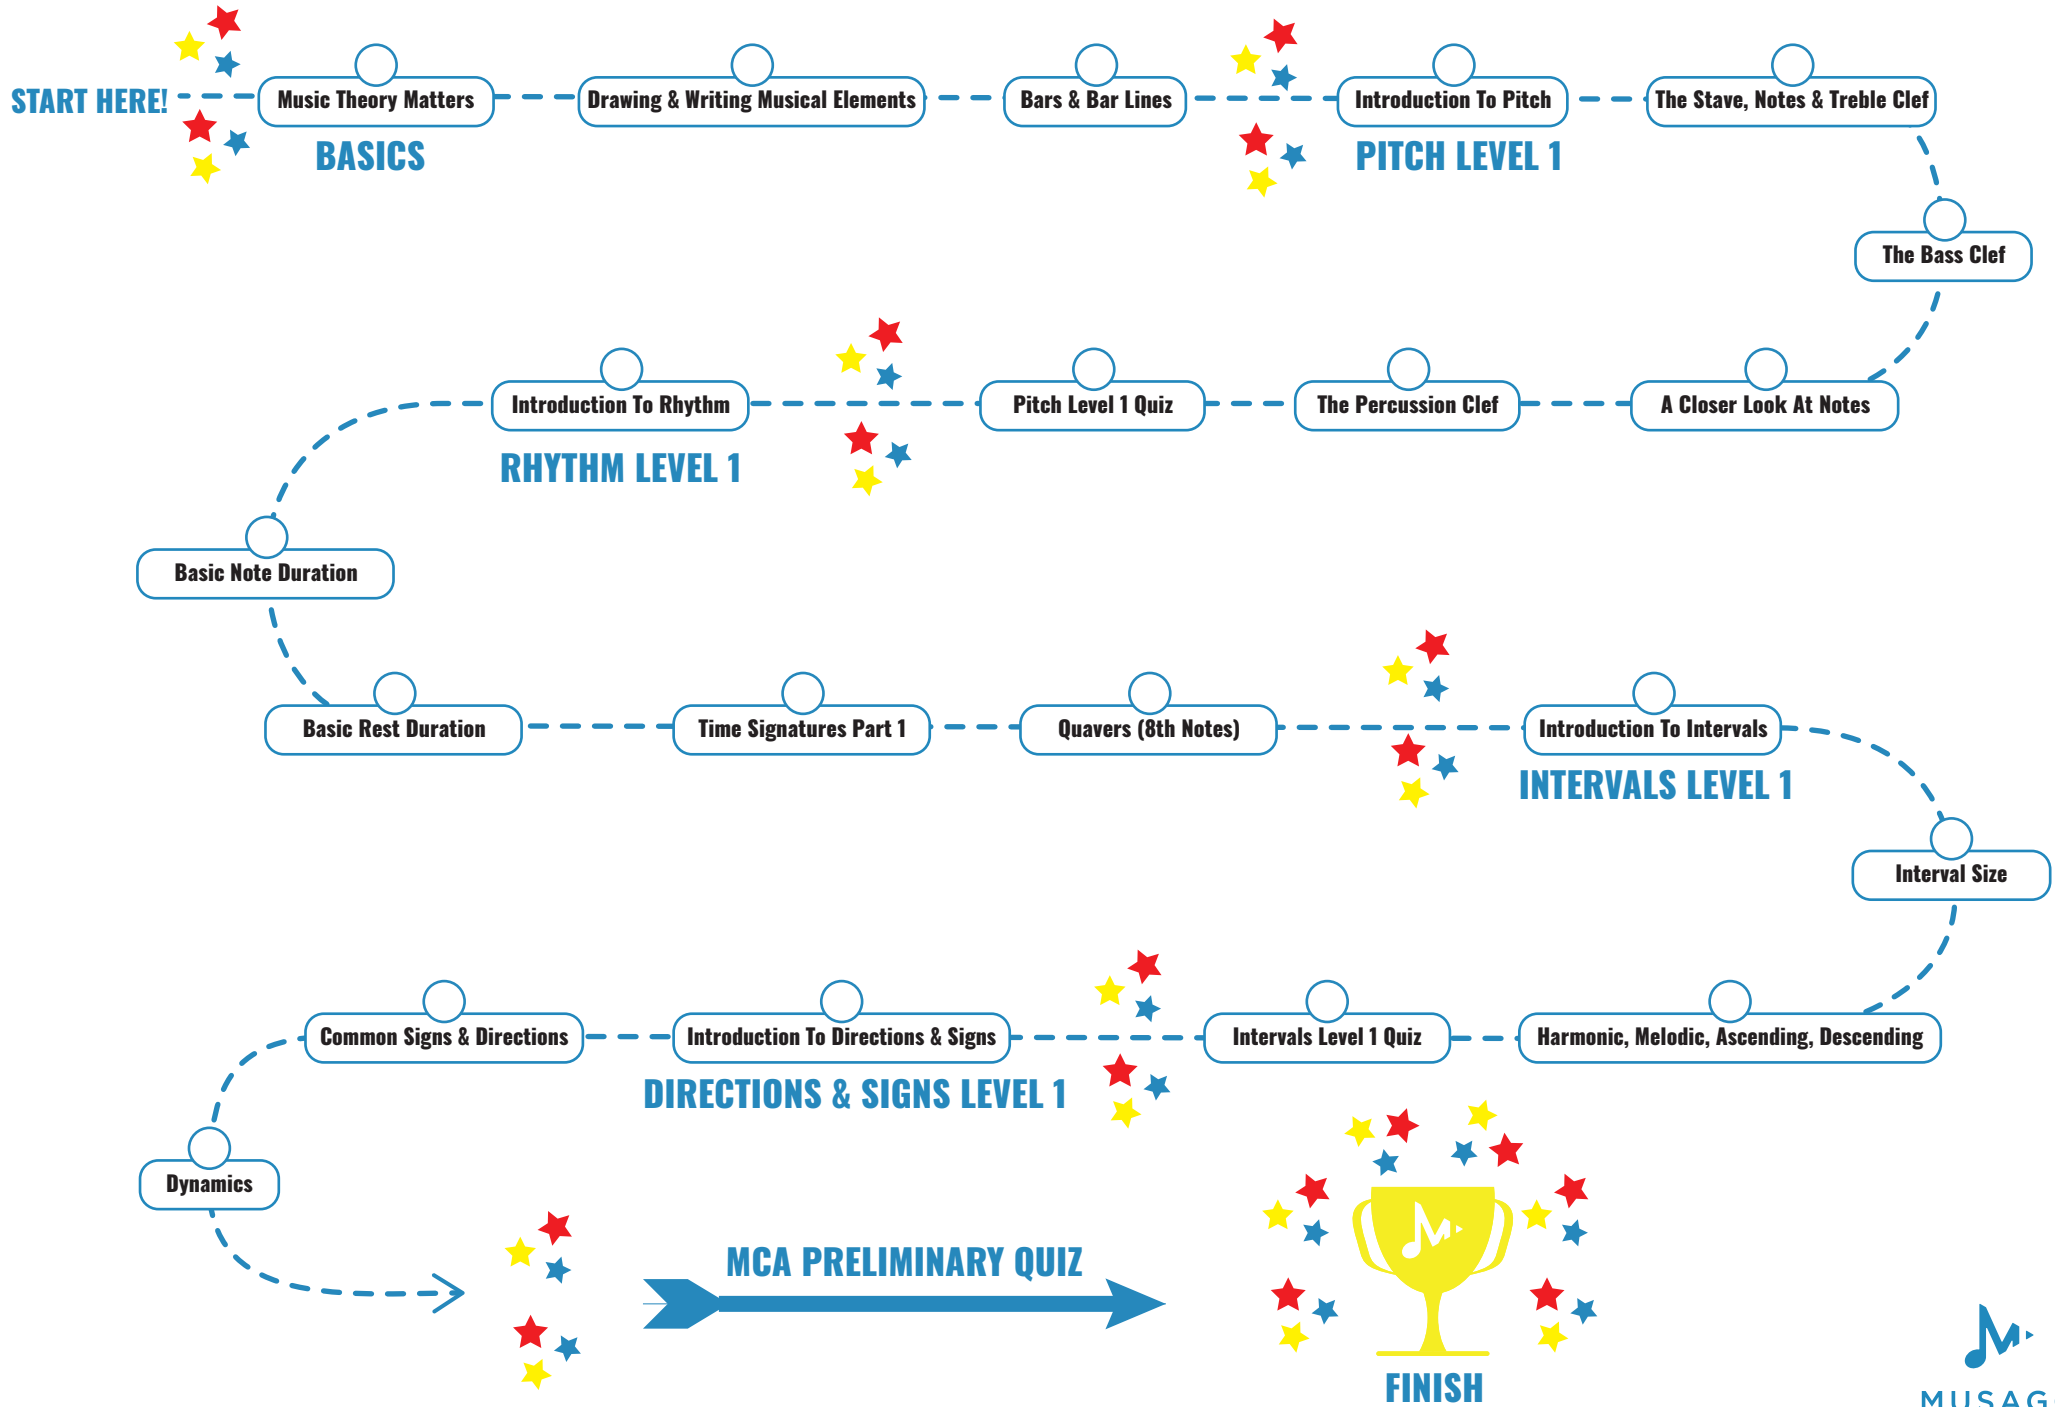 START HERE!
Music Theory Matters
Drawing & Writing Musical Elements
Bars & Bar Lines
Introduction To Pitch
The Stave, Notes & Treble Clef
BASICS
PITCH LEVEL 1
The Bass Clef
A Closer Look At Notes
The Percussion Clef
Pitch Level 1 Quiz
Introduction To Rhythm
RHYTHM LEVEL 1
Basic Note Duration
Basic Rest Duration
Time Signatures Part 1
Quavers (8th Notes)
Introduction To Intervals
INTERVALS LEVEL 1
Interval Size
Harmonic, Melodic, Ascending, Descending
Intervals Level 1 Quiz
Introduction To Directions & Signs
DIRECTIONS & SIGNS LEVEL 1
Common Signs & Directions
Dynamics
MCA PRELIMINARY QUIZ
FINISH
MUSAG